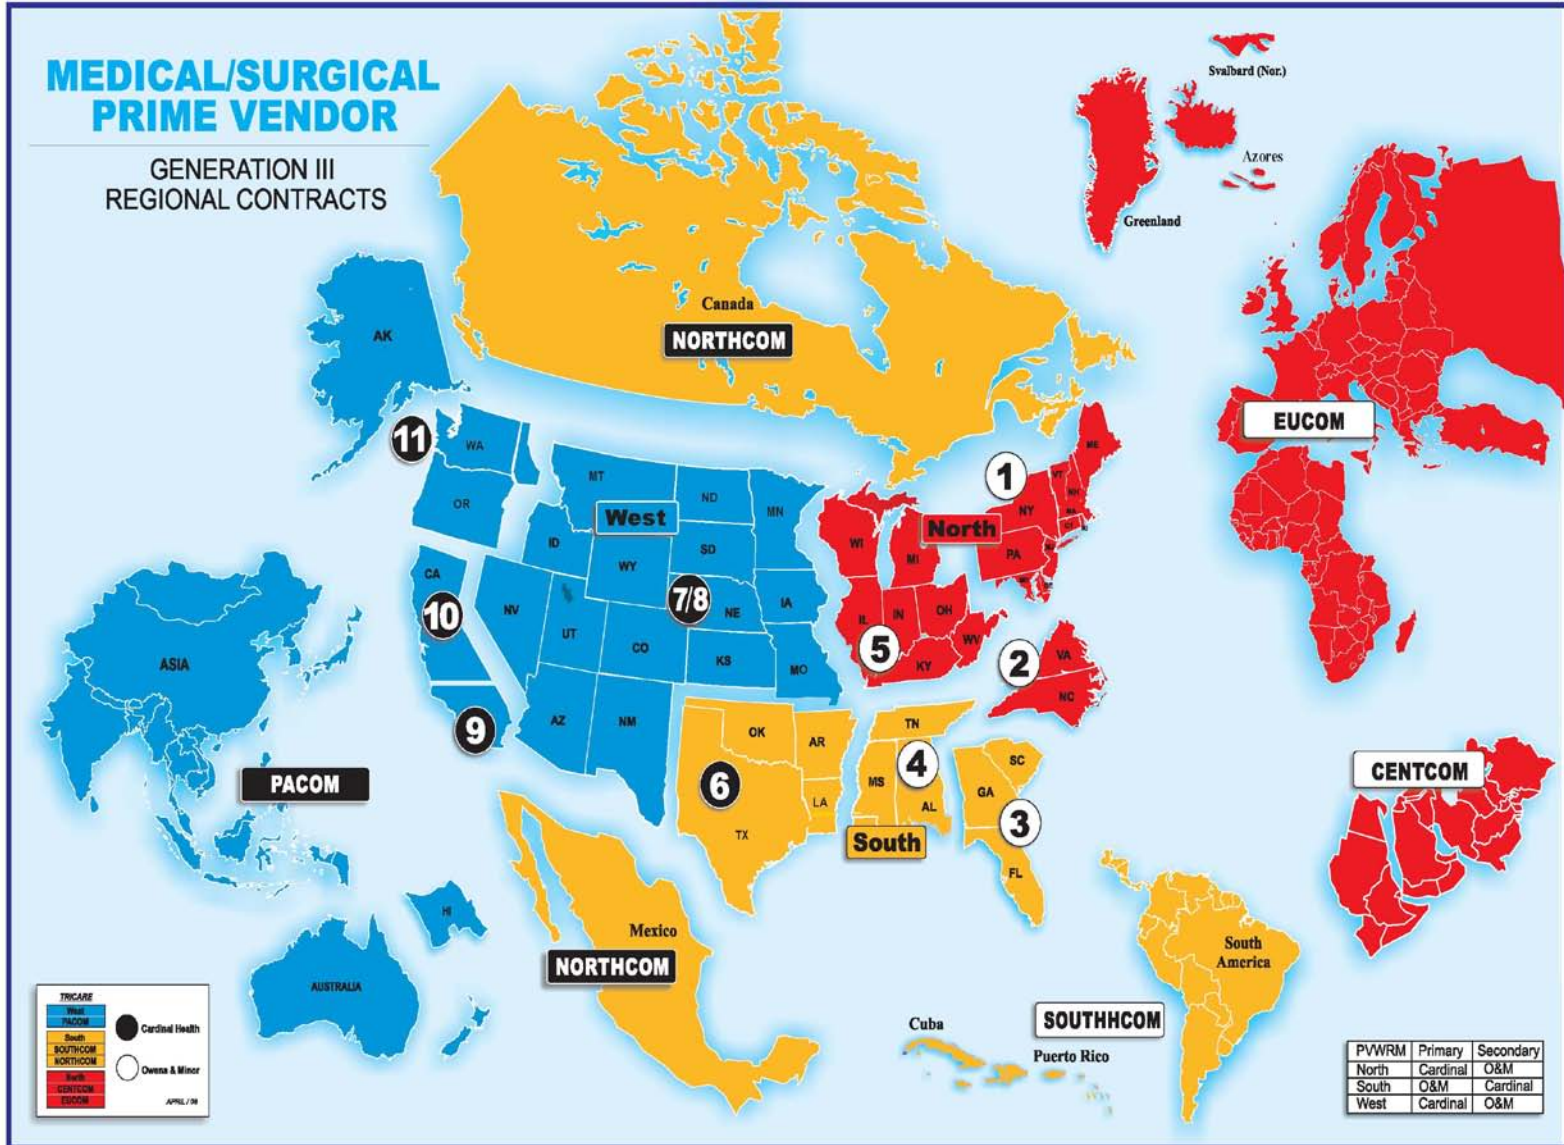 MEDICAL/SURGICAL
PRIME VENDOR
GENERATION III
REGIONAL CONTRACTS
Svalbard (Nor.)
Azores
Greenland
Canada
NORTHCOM
AK
EUCOM
11
WA
OR
MT
ND
MN
West
ID
WY
SD
NE
IA
7/8
CA
10
NV
UT
CO
KS
MO
9
AZ
NM
1
ME
VT
NH
NY
MA
CT
North
WI
MI
PA
IL
IN
OH
WV
5
KY
2
VA
NC
ASIA
PACOM
OK
AR
6
TX
LA
TN
4
MS
AL
South
SC
GA
3
FL
CENTCOM
HI
AUSTRALIA
Mexico
NORTHCOM
South
America
SOUTHHCOM
Cuba
Puerto Rico
TRICARE
West
PACOM
South
SOUTHCOM
NORTHCOM
North
CENTCOM
EUCOM
Cardinal Health
Owens & Minor
PVWRM Primary Secondary
North Cardinal O&M
South O&M Cardinal
West Cardinal O&M